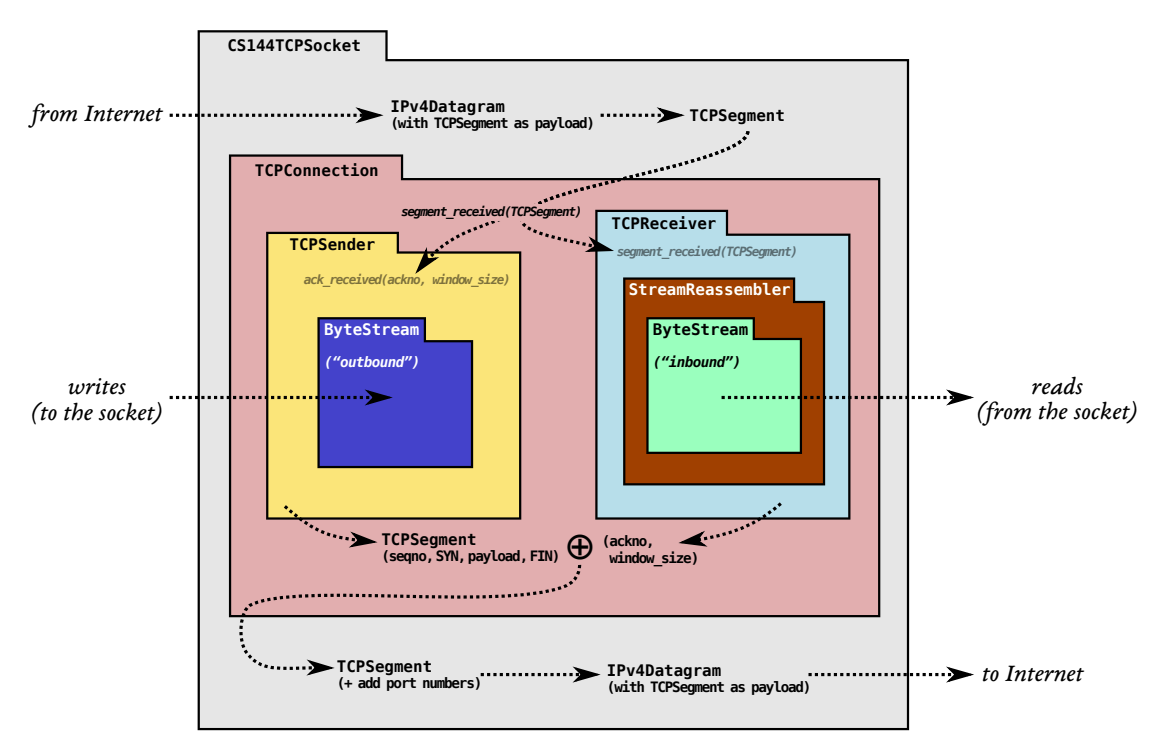 CS144TCPSocket
from Internet
IPv4Datagram
(with TCPSegment as payload)
TCPSegment
TCPConnection
segment_received(TCPSegment)
TCPSender
ack_received(ackno, window_size)
ByteStream
(“outbound”)
writes
(to the socket)
TCPReceiver
segment_received(TCPSegment)
StreamReassembler
ByteStream
(“inbound”)
reads
(from the socket)
TCPSegment
(seqno, SYN, payload, FIN)
(ackno,
window_size)
TCPSegment
(+ add port numbers)
IPv4Datagram
(with TCPSegment as payload)
to Internet